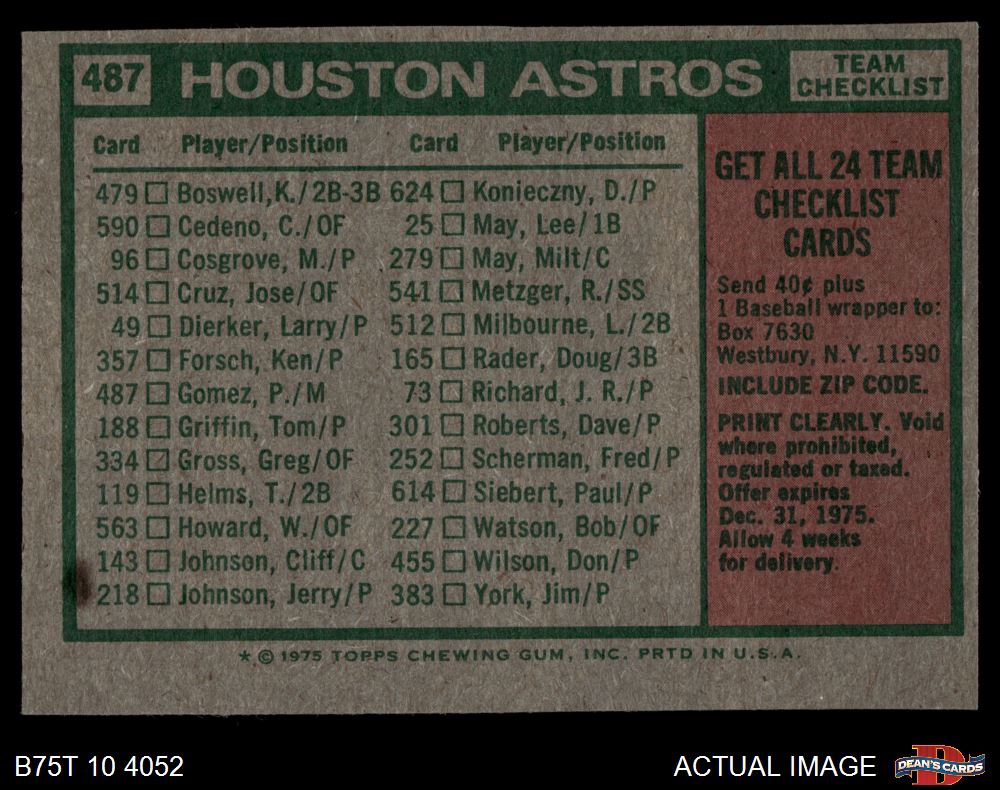 487 HOUSTON ASTROS TEAM CHECKLIST
Card Player/Position Card Player/Position
479 □ Boswell,K./2B-3B 624 □ Konieczny, D./P
590 □ Cedeno, C./OF 25 □ May, Lee/1B
96 □ Cosgrove, M./P 279 □ May, Milt/C
514 □ Cruz, Jose/OF 541 □ Metzger, R./SS
49 □ Dierker, Larry/P 512 □ Milbourne, L./2B
357 □ Forsch, Ken/P 165 □ Rader, Doug/3B
487 □ Gomez, P./M 73 □ Richard, J. R./P
188 □ Griffin, Tom/P 301 □ Roberts, Dave/P
334 □ Gross, Greg/OF 252 □ Scherman, Fred/P
119 □ Helms, T./2B 614 □ Siebert, Paul/P
563 □ Howard, W./OF 227 □ Watson, Bob/OF
143 □ Johnson, Cliff/C 455 □ Wilson, Don/P
218 □ Johnson, Jerry/P 383 □ York, Jim/P
GET ALL 24 TEAM
CHECKLIST
CARDS
Send 40¢ plus
1 Baseball wrapper to:
Box 7630
Westbury, N.Y. 11590
INCLUDE ZIP CODE.
PRINT CLEARLY. Void
where prohibited,
regulated or taxed.
Offer expires
Dec. 31, 1975.
Allow 4 weeks
for delivery.
* © 1975 TOPPS CHEWING GUM, INC. PRTD IN U.S.A.
B75T 10 4052
ACTUAL IMAGE
D
DEAN'S CARDS